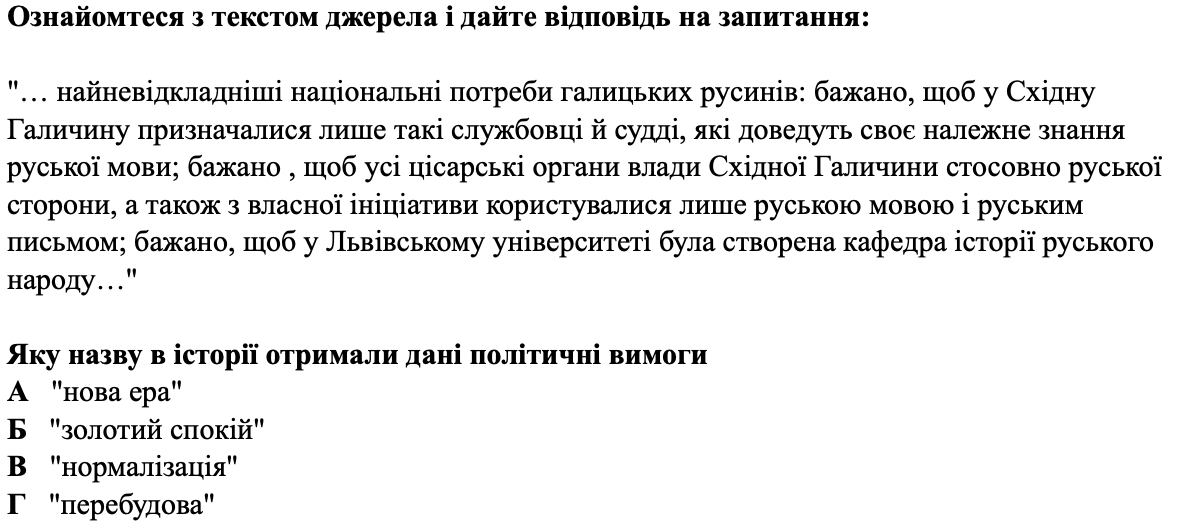 Ознайомтеся з текстом джерела і дайте відповідь на запитання:
"… найневідкладніші національні потреби галицьких русинів: бажано, щоб у Східну
Галичину призначалися лише такі службовці й судді, які доведуть своє належне знання
руської мови; бажано , щоб усі цісарські органи влади Східної Галичини стосовно руської
сторони, а також з власної ініціативи користувалися лише руською мовою і руським
письмом; бажано, щоб у Львівському університеті була створена кафедра історії руського
народу…"
Яку назву в історії отримали дані політичні вимоги
А "нова ера"
Б "золотий спокій"
В "нормалізація"
Г "перебудова"